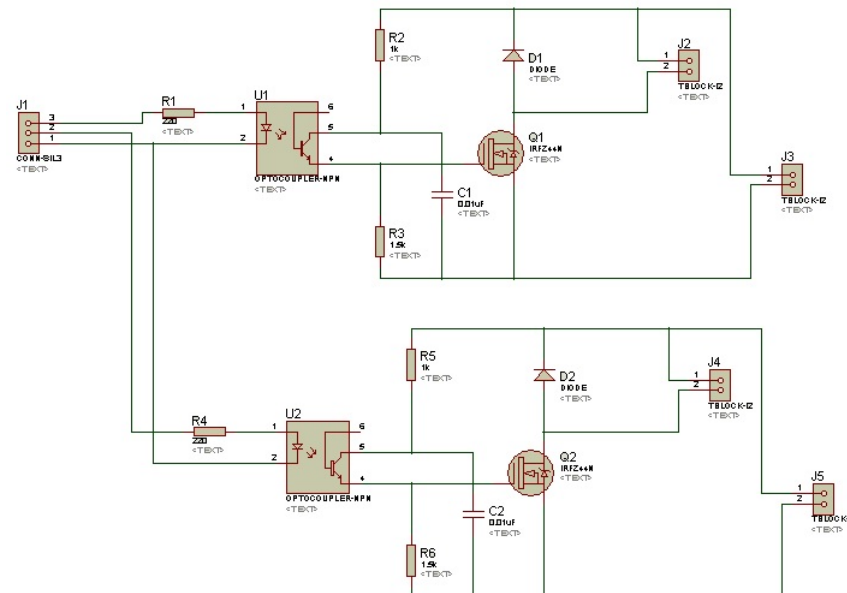 R2
1k
<TEXT>
D1
DIODE
<TEXT>
J2
1
2
TBLOCK-I2
<TEXT>
J1
3
2
1
CONN-SIL3
<TEXT>
R1
220
<TEXT>
U1
1
2
6
5
4
OPTOCOUPLER-NPN
<TEXT>
Q1
IRFZ44N
<TEXT>
J3
1
2
TBLOCK-I2
<TEXT>
C1
0.01uF
<TEXT>
R3
1.5k
<TEXT>
R5
1k
<TEXT>
D2
DIODE
<TEXT>
J4
1
2
TBLOCK-I2
<TEXT>
R4
220
<TEXT>
U2
1
2
6
5
4
OPTOCOUPLER-NPN
<TEXT>
Q2
IRFZ44N
<TEXT>
J5
1
2
TBLOCK-
<TEXT>
C2
0.01uF
<TEXT>
R6
1.5k
<TEXT>